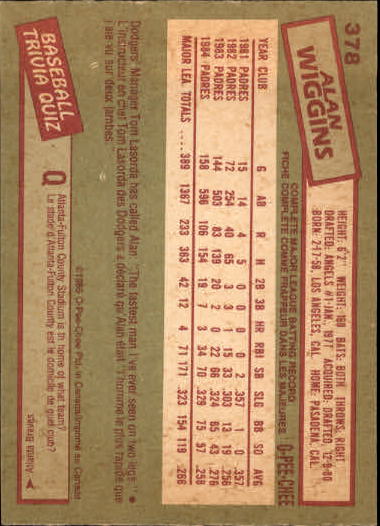 378
ALAN
WIGGINS
HEIGHT: 6'2" WEIGHT: 160 BATS: BOTH THROWS: RIGHT
DRAFTED: ANGELS #1-JAN., 1977 ACQUIRED: DRAFTED, 12-8-80
BORN: 2-17-58, LOS ANGELES, CAL. HOME: PASADENA, CAL.
COMPLETE MAJOR LEAGUE BATTING RECORD
FICHE COMPLETE COMME FRAPPEUR DANS LES MAJEURES
O-PEE-CHEE
YEAR CLUB G AB R H 2B 3B HR RBI SB SLG BB SO AVG
1981 PADRES 15 14 4 5 0 0 0 0 2 .357 1 0 .357
1982 PADRES 72 254 40 65 3 3 1 15 33 .303 13 19 .256
1983 PADRES 144 503 83 139 20 2 0 22 66 .324 65 43 .276
1984 PADRES 158 596 106 154 19 7 3 34 70 .329 75 57 .258
MAJOR LEA. TOTALS .... 389 1367 233 363 42 12 4 71 171 .323 154 119 .266
Dodgers' Manager Tom Lasorda has called Alan "The fastest man I've ever seen on two legs." •
L'instructeur en chef Tom Lasorda des Dodgers a déclaré qu'Alan était "l'homme le plus rapide que
j'aie vu sur deux jambes."
©1985 O-Pee-Chee Ptd. in Canada/Imprimé au Canada
BASEBALL
TRIVIA QUIZ
Q Atlanta-Fulton County Stadium is th home of what team?
Le stade d'Atlanta-Fulton County est le domicile de quel club?
A Atlanta Braves